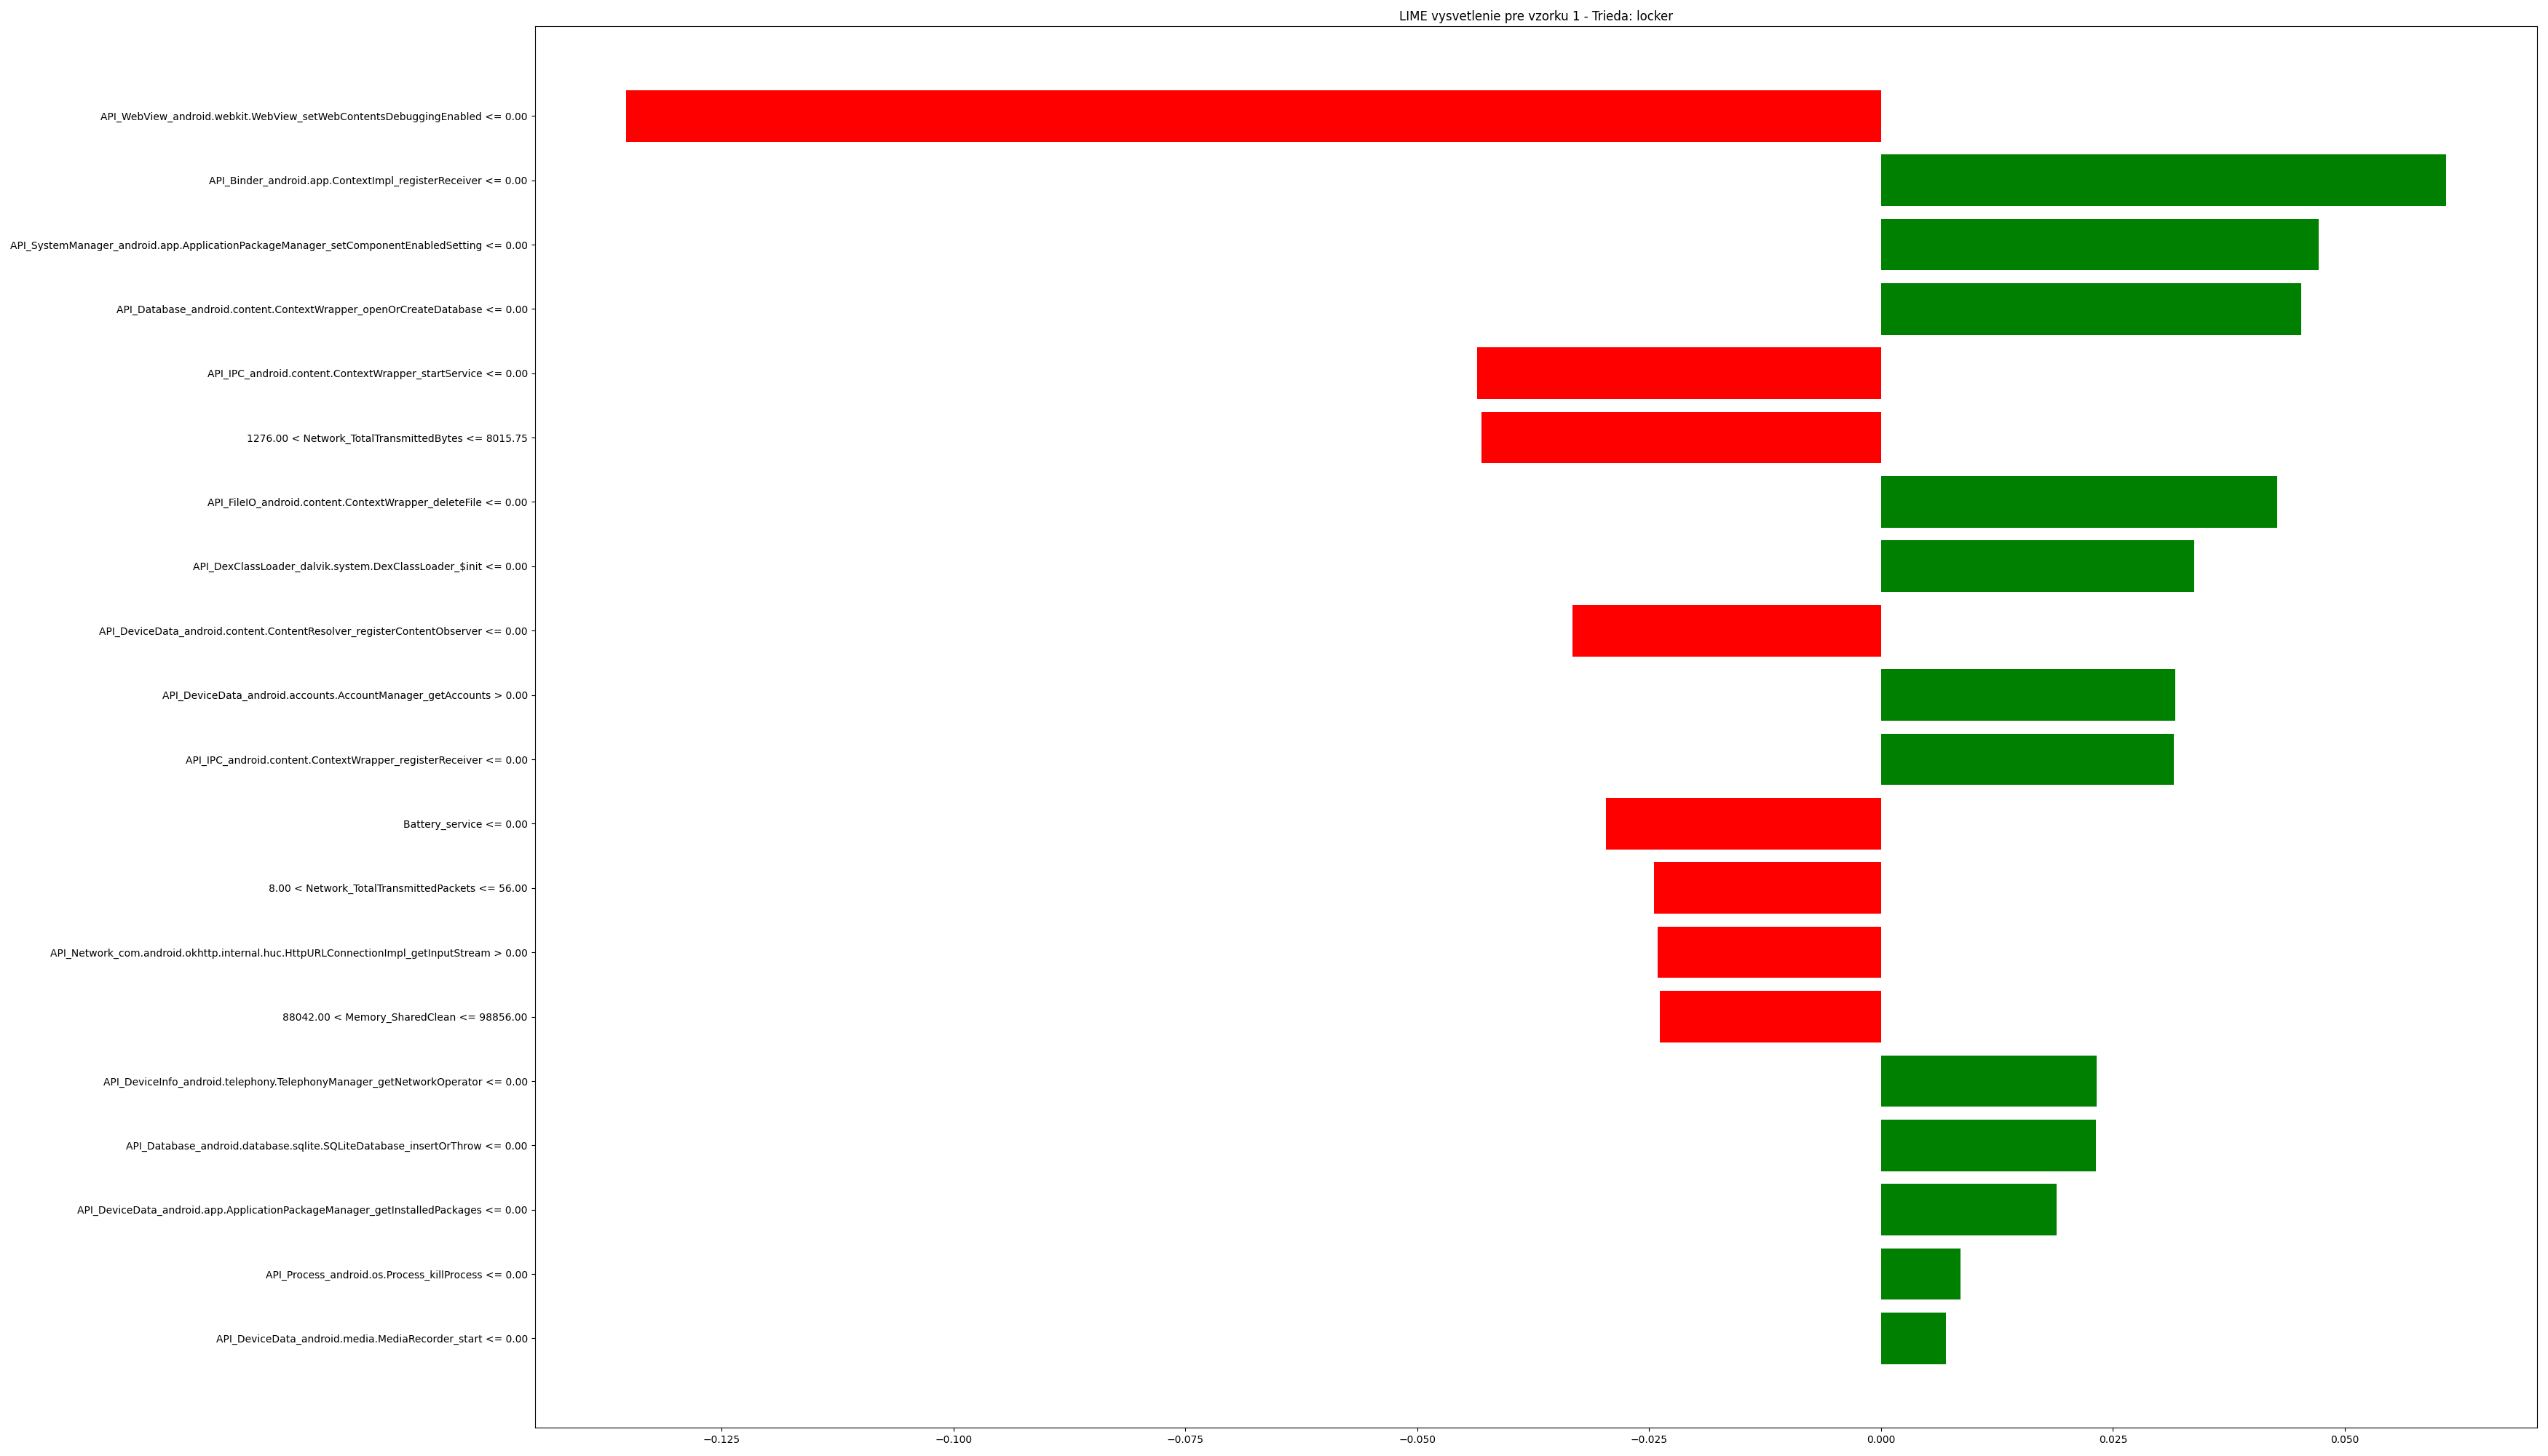 LIME vysvetlenie pre vzorku 1 - Trieda: locker
API_WebView_android.webkit.WebView_setWebContentsDebuggingEnabled <= 0.00
API_Binder_android.app.ContextImpl_registerReceiver <= 0.00
API_SystemManager_android.app.ApplicationPackageManager_setComponentEnabledSetting <= 0.00
API_Database_android.content.ContextWrapper_openOrCreateDatabase <= 0.00
API_IPC_android.content.ContextWrapper_startService <= 0.00
1276.00 < Network_TotalTransmittedBytes <= 8015.75
API_FileIO_android.content.ContextWrapper_deleteFile <= 0.00
API_DexClassLoader_dalvik.system.DexClassLoader_$init <= 0.00
API_DeviceData_android.content.ContentResolver_registerContentObserver <= 0.00
API_DeviceData_android.accounts.AccountManager_getAccounts > 0.00
API_IPC_android.content.ContextWrapper_registerReceiver <= 0.00
Battery_service <= 0.00
8.00 < Network_TotalTransmittedPackets <= 56.00
API_Network_com.android.okhttp.internal.huc.HttpURLConnectionImpl_getInputStream > 0.00
88042.00 < Memory_SharedClean <= 98856.00
API_DeviceInfo_android.telephony.TelephonyManager_getNetworkOperator <= 0.00
API_Database_android.database.sqlite.SQLiteDatabase_insertOrThrow <= 0.00
API_DeviceData_android.app.ApplicationPackageManager_getInstalledPackages <= 0.00
API_Process_android.os.Process_killProcess <= 0.00
API_DeviceData_android.media.MediaRecorder_start <= 0.00
−0.125 −0.100 −0.075 −0.050 −0.025 0.000 0.025 0.050